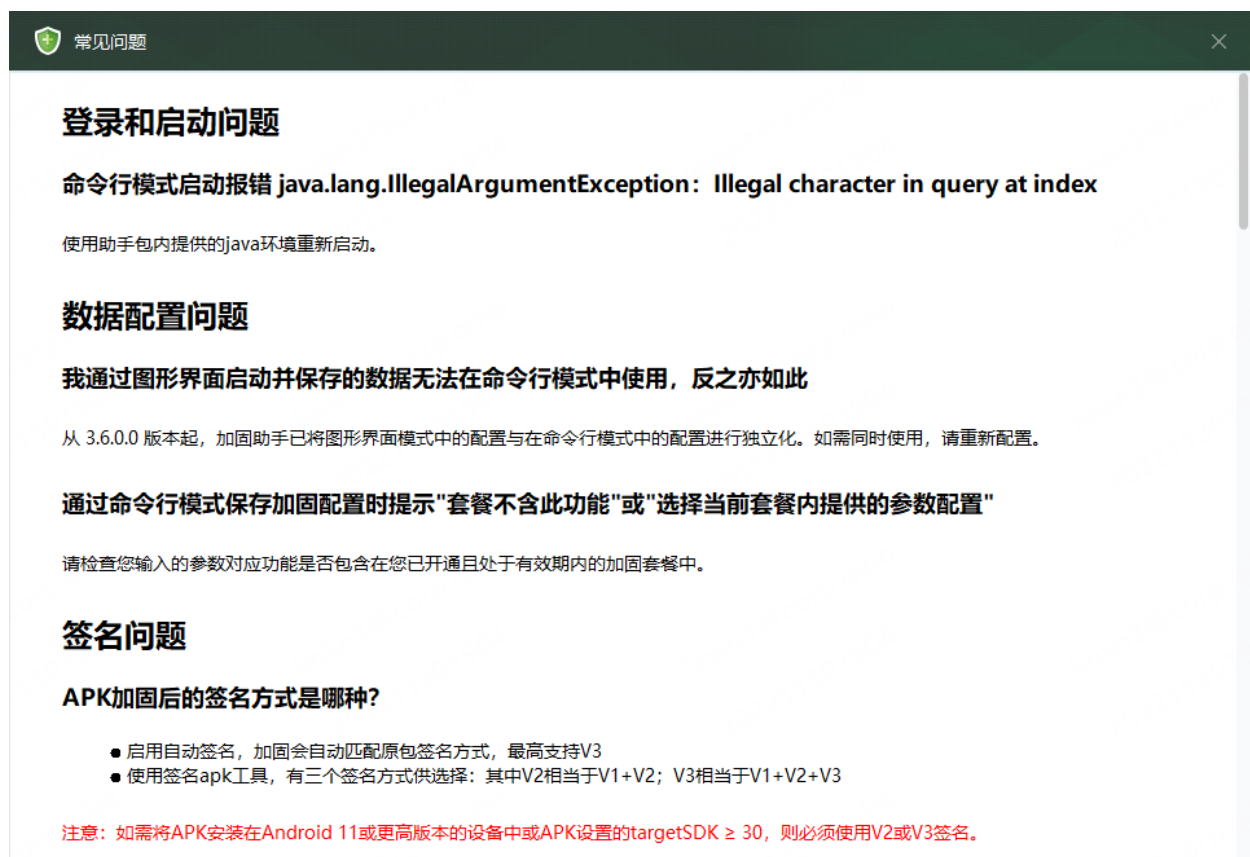 常见问题
登录和启动问题
命令行模式启动报错 java.lang.IllegalArgumentException：Illegal character in query at index
使用助手包内提供的java环境重新启动。
数据配置问题
我通过图形界面启动并保存的数据无法在命令行模式中使用，反之亦如此
从 3.6.0.0 版本起，加固助手已将图形界面模式中的配置与在命令行模式中的配置进行独立化。如需同时使用，请重新配置。
通过命令行模式保存加固配置时提示"套餐不含此功能"或"选择当前套餐内提供的参数配置"
请检查您输入的参数对应功能是否包含在您已开通且处于有效期内的加固套餐中。
签名问题
APK加固后的签名方式是哪种？
● 启用自动签名，加固会自动匹配原包签名方式，最高支持V3
● 使用签名apk工具，有三个签名方式供选择：其中V2相当于V1+V2；V3相当于V1+V2+V3
注意：如需将APK安装在Android 11或更高版本的设备中或APK设置的targetSDK ≥ 30，则必须使用V2或V3签名。